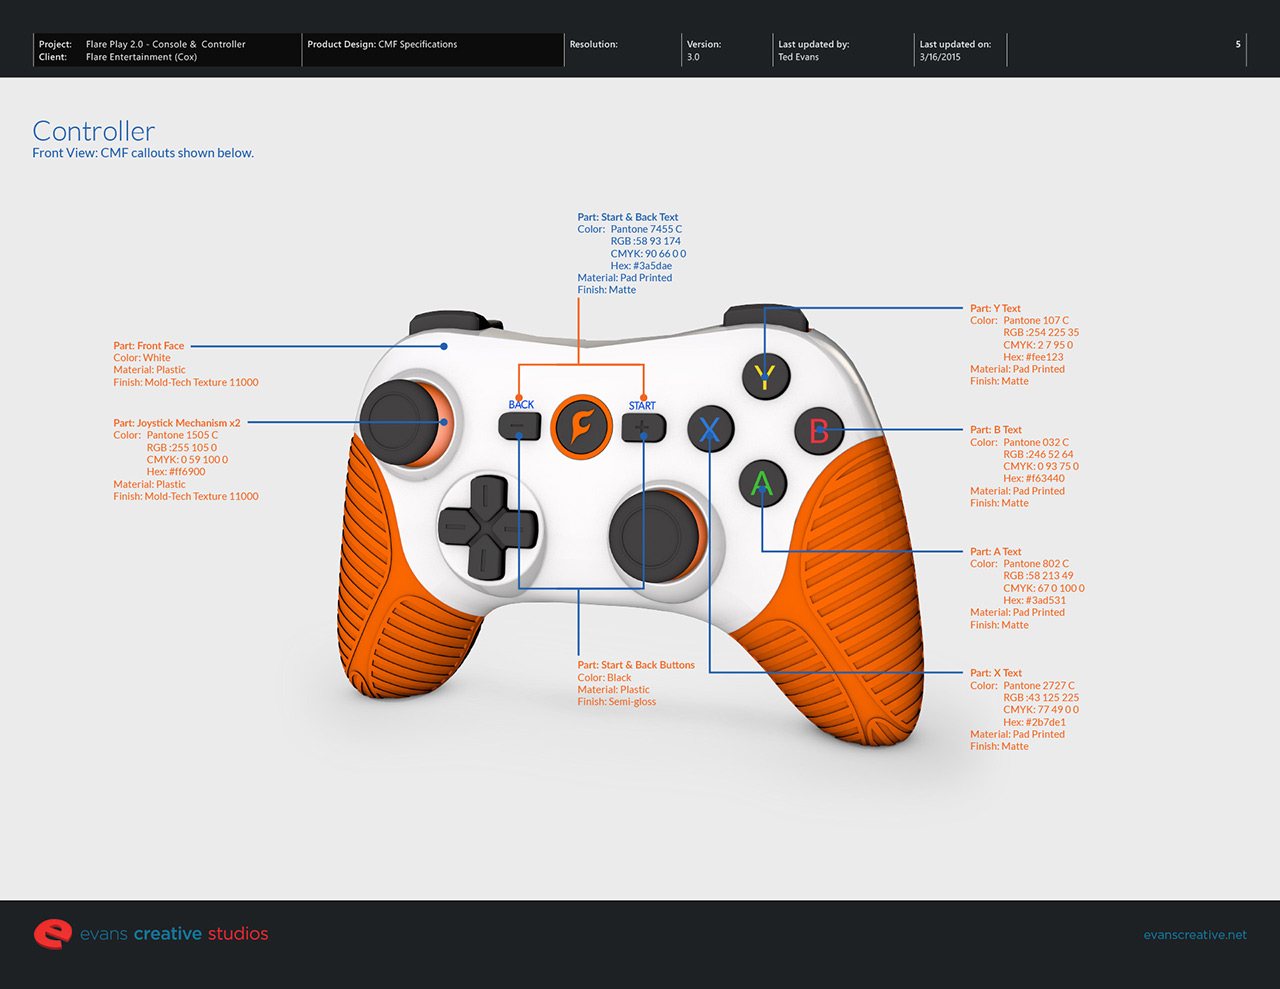 Project: Flare Play 2.0 - Console & Controller
Client: Flare Entertainment (Cox)
Product Design: CMF Specifications
Resolution:
Version:
3.0
Last updated by:
Ted Evans
Last updated on:
3/16/2015
5
Controller
Front View: CMF callouts shown below.
Part: Start & Back Text
Color: Pantone 7455 C
RGB :58 93 174
CMYK: 90 66 0 0
Hex: #3a5dae
Material: Pad Printed
Finish: Matte
Part: Front Face
Color: White
Material: Plastic
Finish: Mold-Tech Texture 11000
Part: Joystick Mechanism x2
Color: Pantone 1505 C
RGB :255 105 0
CMYK: 0 59 100 0
Hex: #ff6900
Material: Plastic
Finish: Mold-Tech Texture 11000
BACK
START
Y
X
B
A
Part: Y Text
Color: Pantone 107 C
RGB :254 225 35
CMYK: 2 7 95 0
Hex: #fee123
Material: Pad Printed
Finish: Matte
Part: B Text
Color: Pantone 032 C
RGB :246 52 64
CMYK: 0 93 75 0
Hex: #f63440
Material: Pad Printed
Finish: Matte
Part: A Text
Color: Pantone 802 C
RGB :58 213 49
CMYK: 67 0 100 0
Hex: #3ad531
Material: Pad Printed
Finish: Matte
Part: Start & Back Buttons
Color: Black
Material: Plastic
Finish: Semi-gloss
Part: X Text
Color: Pantone 2727 C
RGB :43 125 225
CMYK: 77 49 0 0
Hex: #2b7de1
Material: Pad Printed
Finish: Matte
evans creative studios
evanscreative.net